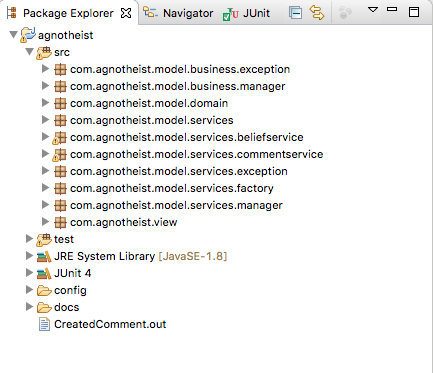 Package Explorer Navigator JUnit
agnotheist
src
com.agnotheist.model.business.exception
com.agnotheist.model.business.manager
com.agnotheist.model.domain
com.agnotheist.model.services
com.agnotheist.model.services.beliefservice
com.agnotheist.model.services.commentservice
com.agnotheist.model.services.exception
com.agnotheist.model.services.factory
com.agnotheist.model.services.manager
com.agnotheist.view
test
JRE System Library [JavaSE-1.8]
JUnit 4
config
docs
CreatedComment.out